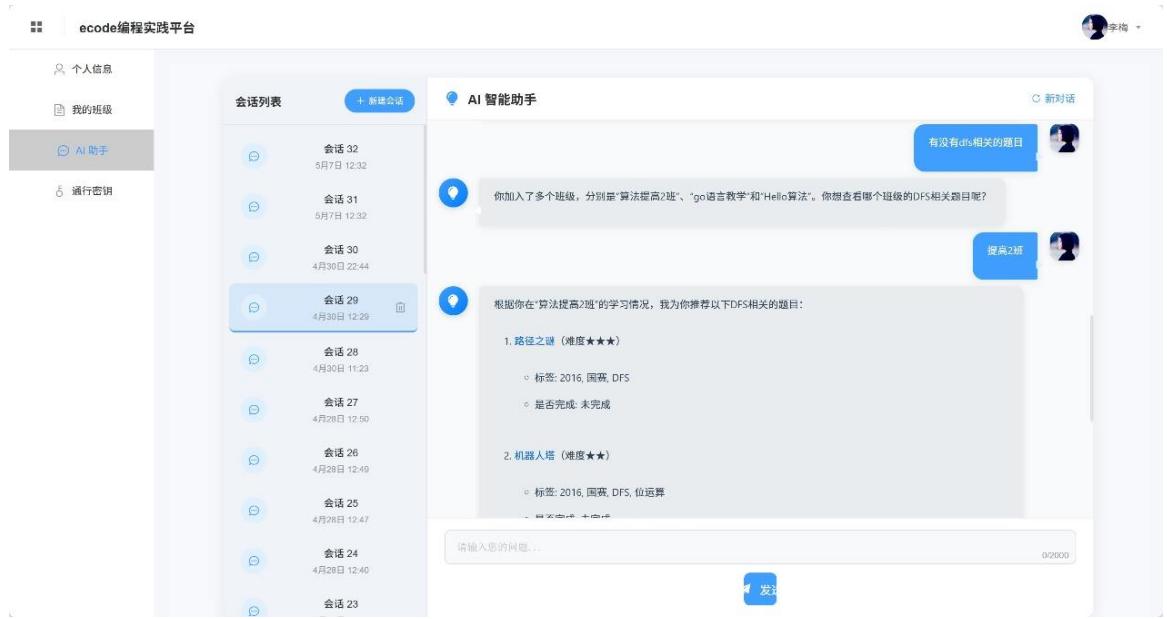 ecode编程实践平台
李梅
个人信息
我的班级
AI 助手
通行密钥
会话列表
+ 新建会话
会话 32
5月7日 12:32
会话 31
5月7日 12:32
会话 30
4月30日 22:44
会话 29
4月30日 12:29
会话 28
4月30日 11:23
会话 27
4月28日 12:50
会话 26
4月28日 12:49
会话 25
4月28日 12:47
会话 24
4月28日 12:40
会话 23
AI 智能助手
新对话
有没有dfs相关的题目
你加入了多个班级，分别是“算法提高2班”、“go语言教学”和“Hello算法”。你想查看哪个班级的DFS相关题目呢？
提高2班
根据你在“算法提高2班”的学习情况，我为你推荐以下DFS相关的题目：
1. 路径之谜（难度★★★）
标签: 2016, 国赛, DFS
是否完成: 未完成
2. 机器人塔（难度★★）
标签: 2016, 国赛, DFS, 位运算
请输入您的问题...
0/2000
发送